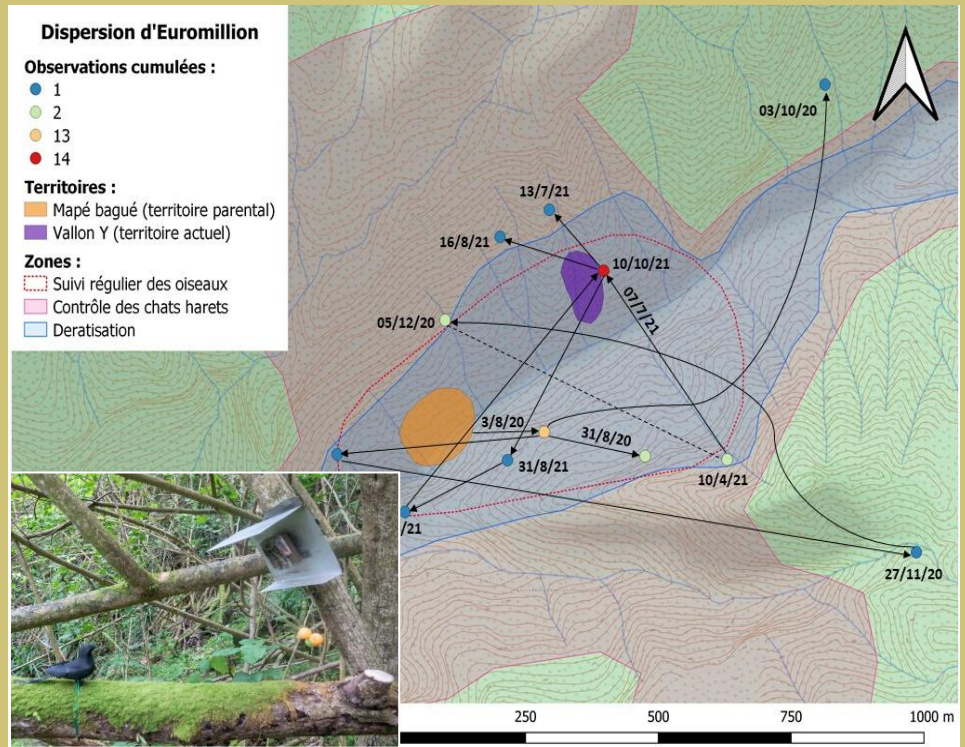 Dispersion d'Euromillion
Observations cumulées :
1
2
13
14
Territoires :
Mapé bagué (territoire parental)
Vallon Y (territoire actuel)
Zones :
Suivi régulier des oiseaux
Contrôle des chats harets
Deratisation
03/10/20
13/7/21
16/8/21
10/10/21
07/7/21
05/12/20
3/8/20
31/8/20
31/8/21
10/4/21
/21
27/11/20
250 500 750 1000 m